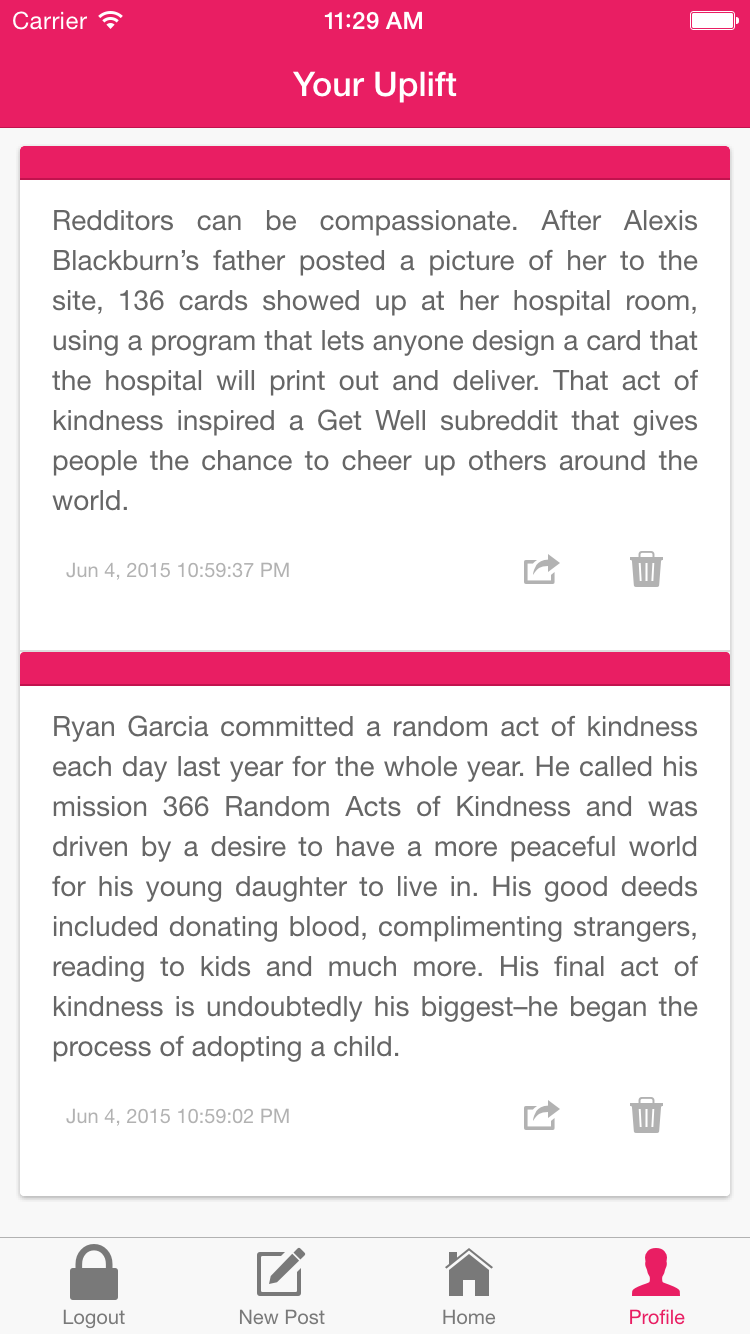 Carrier 11:29 AM
Your Uplift
Redditors can be compassionate. After Alexis
Blackburn’s father posted a picture of her to the
site, 136 cards showed up at her hospital room,
using a program that lets anyone design a card that
the hospital will print out and deliver. That act of
kindness inspired a Get Well subreddit that gives
people the chance to cheer up others around the
world.
Jun 4, 2015 10:59:37 PM
Ryan Garcia committed a random act of kindness
each day last year for the whole year. He called his
mission 366 Random Acts of Kindness and was
driven by a desire to have a more peaceful world
for his young daughter to live in. His good deeds
included donating blood, complimenting strangers,
reading to kids and much more. His final act of
kindness is undoubtedly his biggest–he began the
process of adopting a child.
Jun 4, 2015 10:59:02 PM
Logout New Post Home Profile